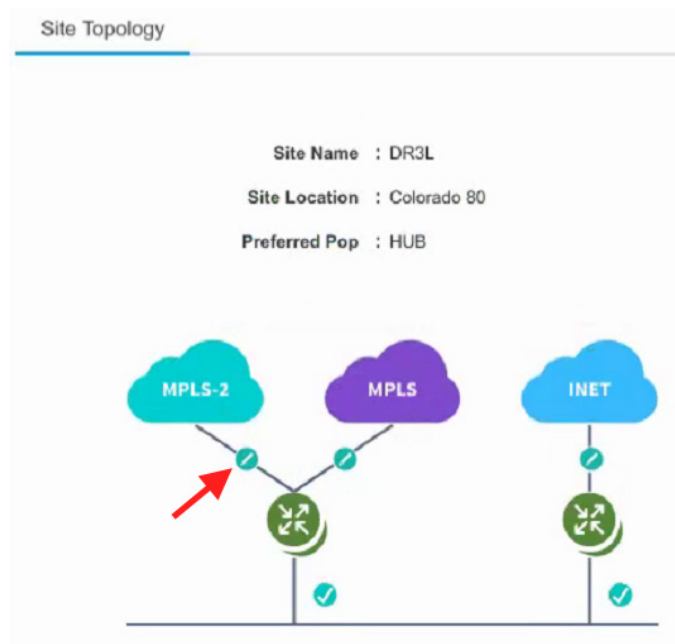 Site Topology
Site Name : DR3L
Site Location : Colorado 80
Preferred Pop : HUB
MPLS-2 MPLS INET